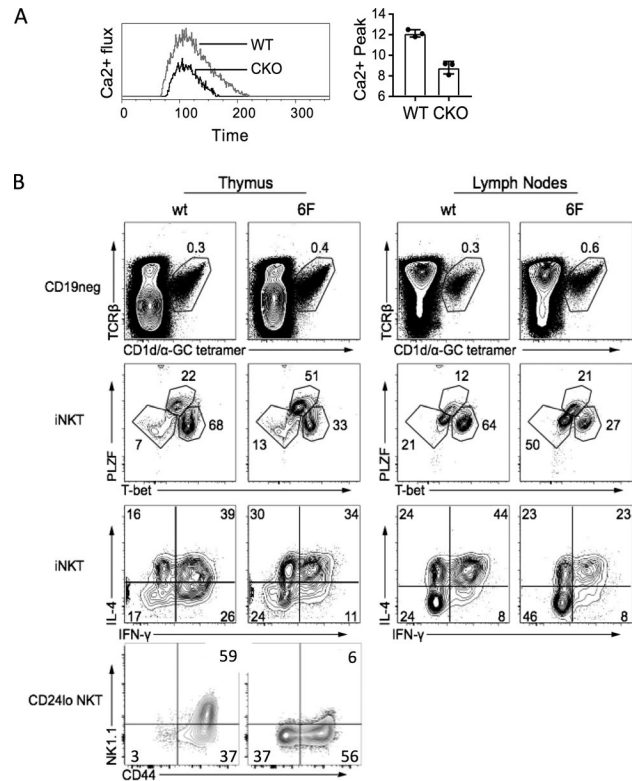 A
Ca2+ flux
WT
CKO
0 100 200 300
Time
Ca2+ Peak
14
12
10
8
6
WT CKO
B
Thymus Lymph Nodes
wt 6F wt 6F
CD19neg
0.3 0.4 0.3 0.6
TCRβ TCRβ
CD1d/α-GC tetramer CD1d/α-GC tetramer
iNKT
22 51 12 21
68 33 64 27
7 13 21 50
PLZF PLZF
T-bet T-bet
iNKT
16 39 30 34 24 44 23 23
IL-4 IL-4
17 26 24 11 24 8 46 8
IFN-γ IFN-γ
CD24lo NKT
59 6
NK1.1
3 37 37 56
CD44